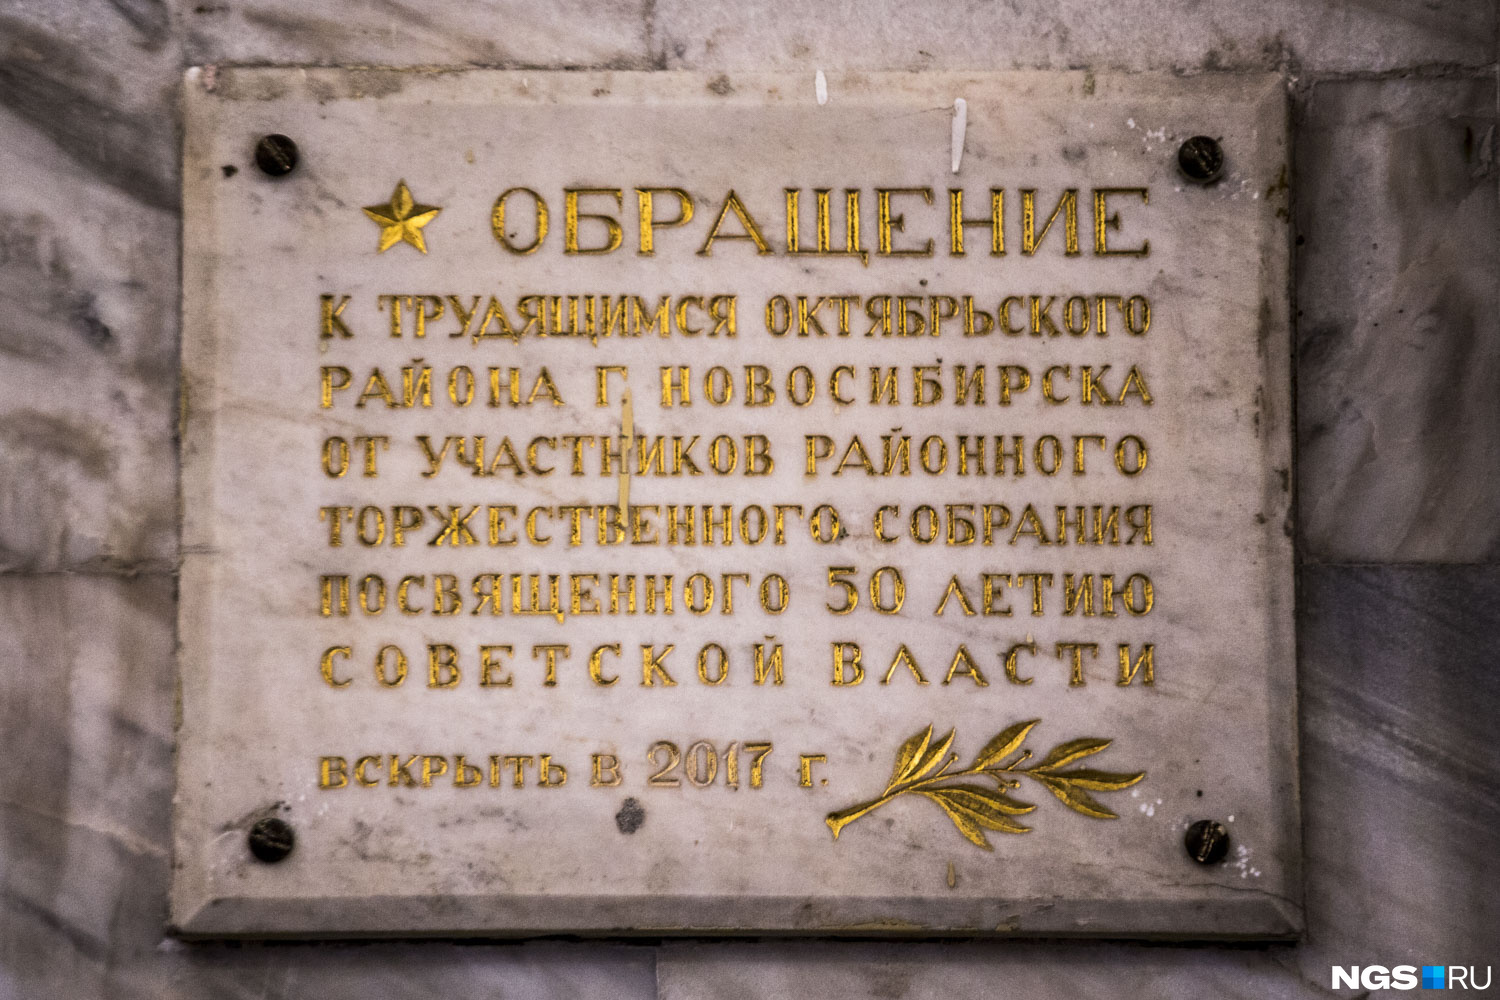 ОБРАЩЕНИЕ
К ТРУДЯЩИМСЯ ОКТЯБРЬСКОГО
РАЙОНА Г. НОВОСИБИРСКА
ОТ УЧАСТНИКОВ РАЙОННОГО
ТОРЖЕСТВЕННОГО СОБРАНИЯ
ПОСВЯЩЕННОГО 50 ЛЕТИЮ
СОВЕТСКОЙ ВЛАСТИ
ВСКРЫТЬ В 2017 Г.
NGS RU